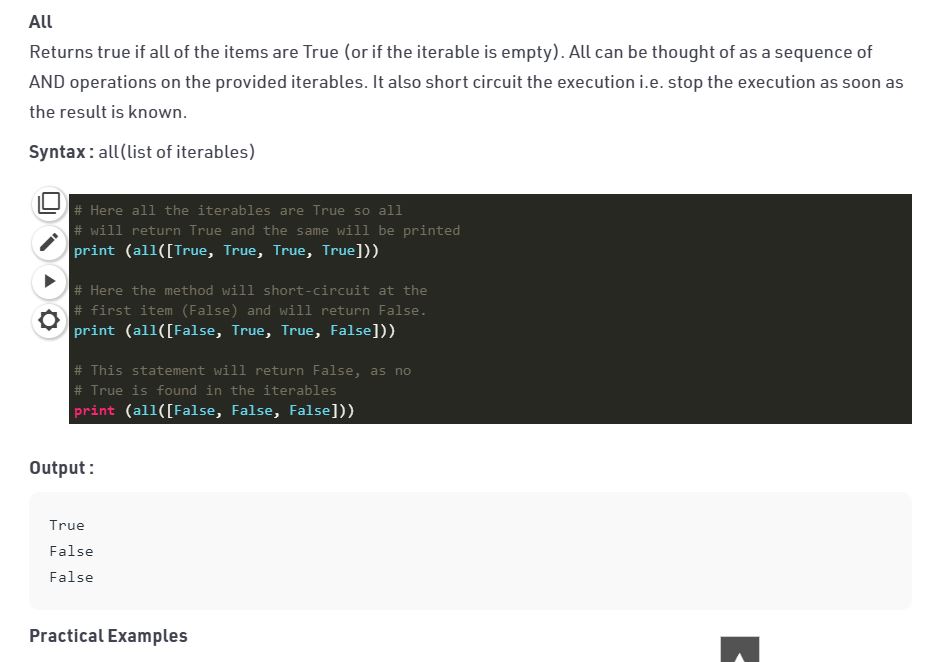 All
Returns true if all of the items are True (or if the iterable is empty). All can be thought of as a sequence of
AND operations on the provided iterables. It also short circuit the execution i.e. stop the execution as soon as
the result is known.
Syntax : all(list of iterables)
# Here all the iterables are True so all
# will return True and the same will be printed
print (all([True, True, True, True]))
# Here the method will short-circuit at the
# first item (False) and will return False.
print (all([False, True, True, False]))
# This statement will return False, as no
# True is found in the iterables
print (all([False, False, False]))
Output :
True
False
False
Practical Examples